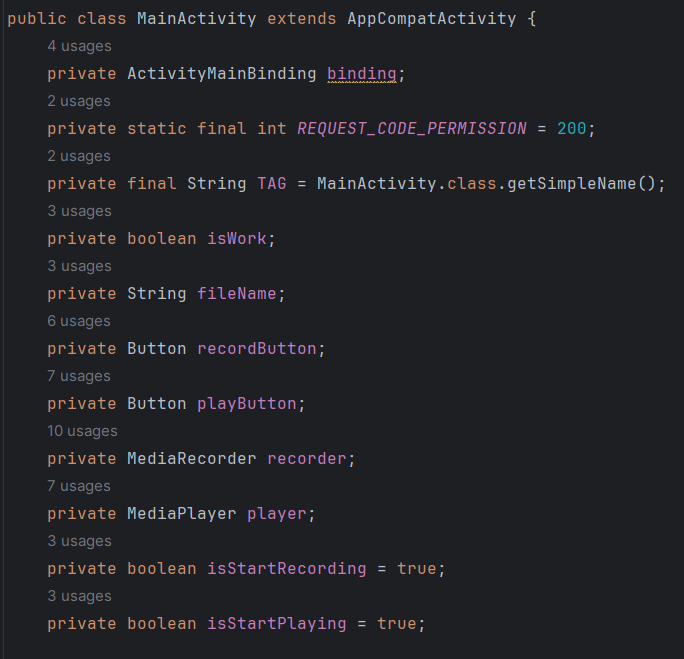 public class MainActivity extends AppCompatActivity {
4 usages
private ActivityMainBinding binding;
2 usages
private static final int REQUEST_CODE_PERMISSION = 200;
2 usages
private final String TAG = MainActivity.class.getSimpleName();
3 usages
private boolean isWork;
3 usages
private String fileName;
6 usages
private Button recordButton;
7 usages
private Button playButton;
10 usages
private MediaRecorder recorder;
7 usages
private MediaPlayer player;
3 usages
private boolean isStartRecording = true;
3 usages
private boolean isStartPlaying = true;